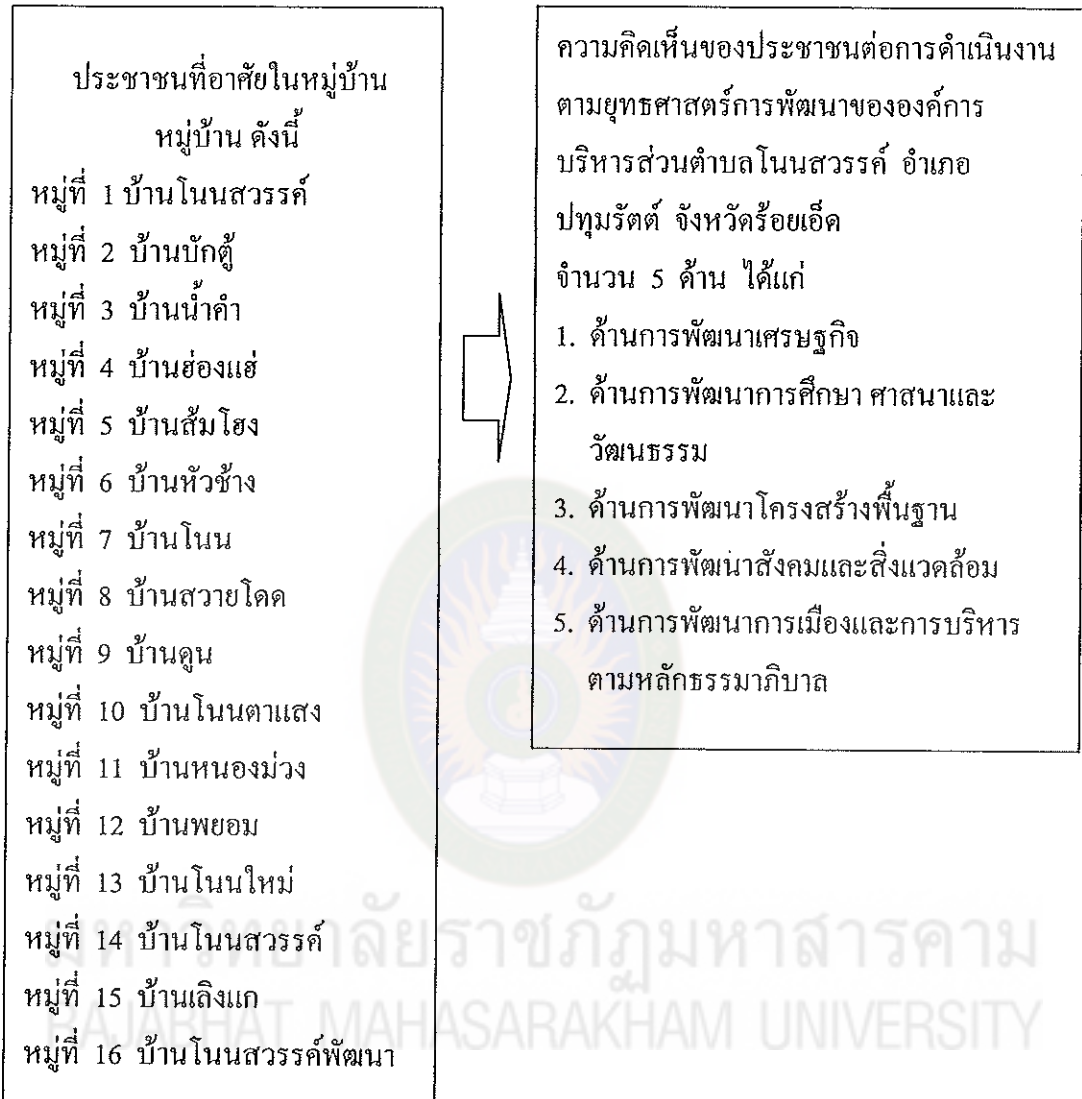 ประชาชนที่อาศัยในหมู่บ้าน
หมู่บ้าน ดังนี้
หมู่ที่ 1 บ้านโนนสวรรค์
หมู่ที่ 2 บ้านบักตู้
หมู่ที่ 3 บ้านน้ำคำ
หมู่ที่ 4 บ้านฮ่องแฮ่
หมู่ที่ 5 บ้านส้มโฮง
หมู่ที่ 6 บ้านหัวช้าง
หมู่ที่ 7 บ้านโนน
หมู่ที่ 8 บ้านสวายโดด
หมู่ที่ 9 บ้านดูน
หมู่ที่ 10 บ้านโนนตาแสง
หมู่ที่ 11 บ้านหนองม่วง
หมู่ที่ 12 บ้านพยอม
หมู่ที่ 13 บ้านโนนใหม่
หมู่ที่ 14 บ้านโนนสวรรค์
หมู่ที่ 15 บ้านเลิงแก
หมู่ที่ 16 บ้านโนนสวรรค์พัฒนา
ความคิดเห็นของประชาชนต่อการดำเนินงาน
ตามยุทธศาสตร์การพัฒนาขององค์การ
บริหารส่วนตำบลโนนสวรรค์ อำเภอ
ปทุมรัตต์ จังหวัดร้อยเอ็ด
จำนวน 5 ด้าน ได้แก่
1. ด้านการพัฒนาเศรษฐกิจ
2. ด้านการพัฒนาการศึกษา ศาสนาและ
วัฒนธรรม
3. ด้านการพัฒนาโครงสร้างพื้นฐาน
4. ด้านการพัฒน่าสังคมและสิ่งแวดล้อม
5. ด้านการพัฒนาการเมืองและการบริหาร
ตามหลักธรรมาภิบาล
มหาวิทยาลัยราชภัฏมหาสารคาม
RAJABHAT MAHASARAKHAM UNIVERSITY